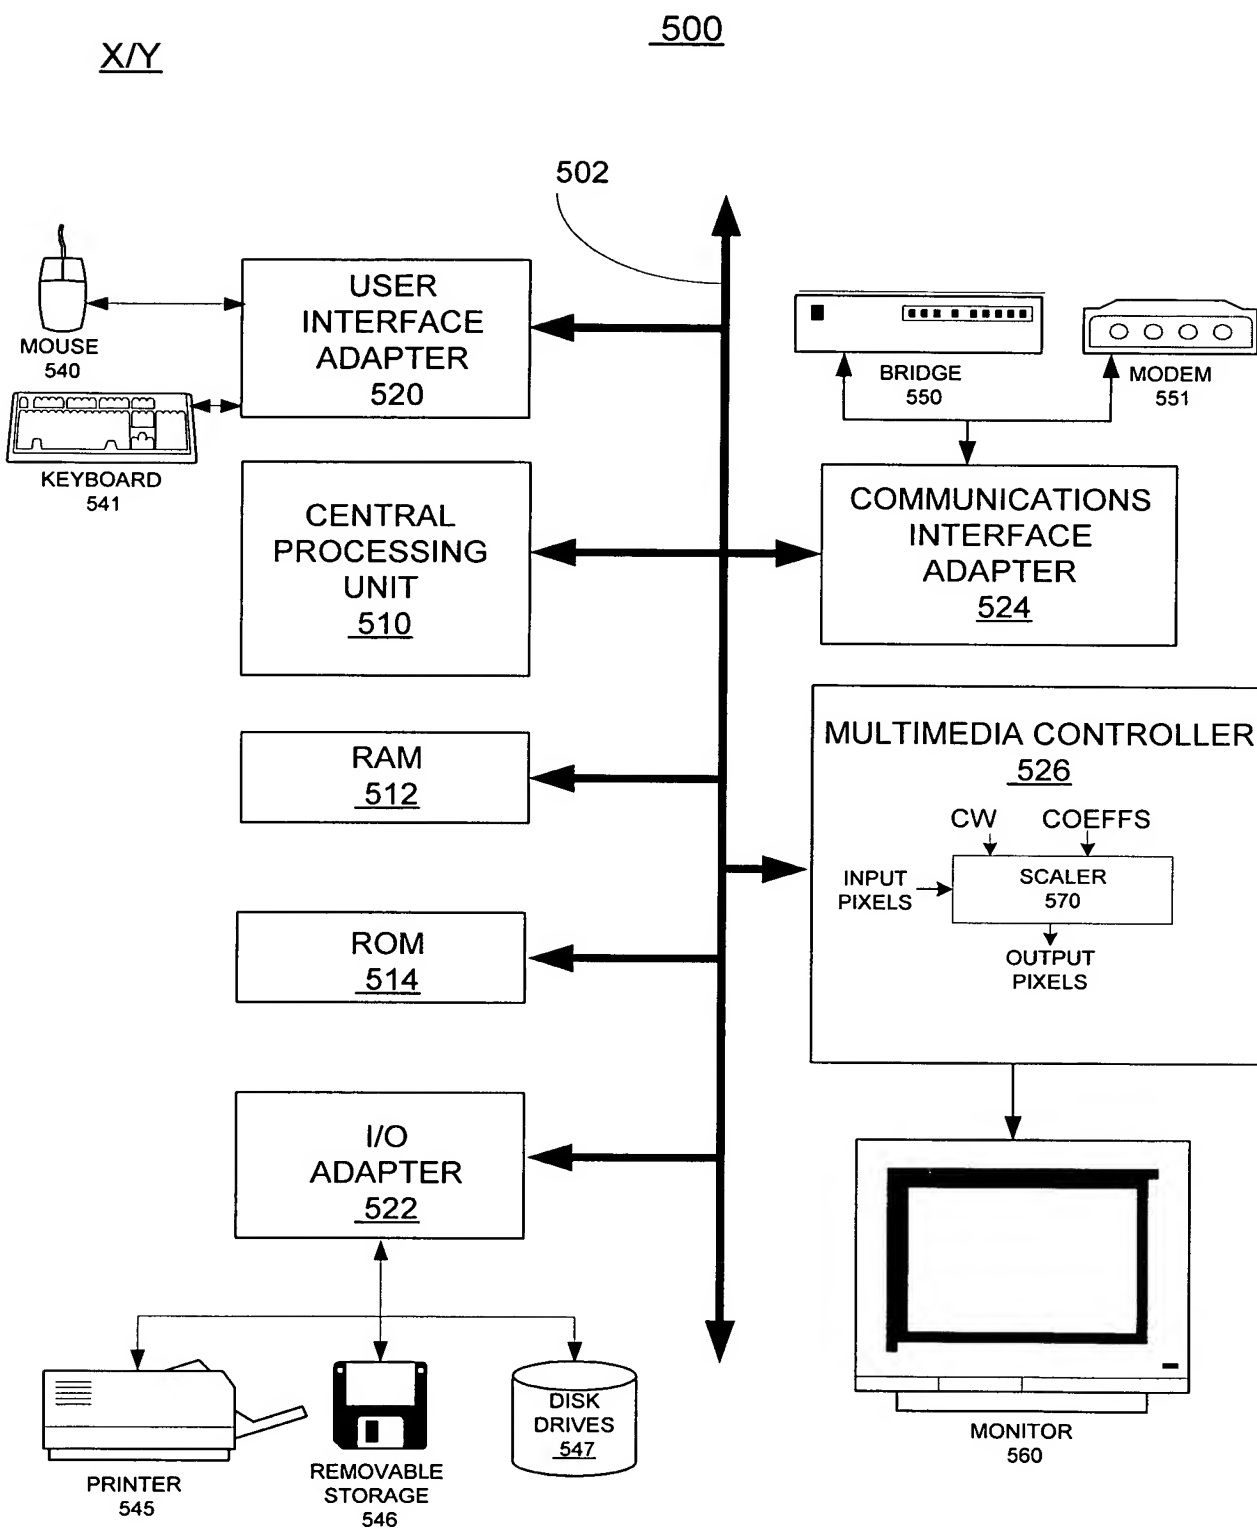 X/Y
500
502
MOUSE
540
KEYBOARD
541
USER
INTERFACE
ADAPTER
520
BRIDGE
550
MODEM
551
CENTRAL
PROCESSING
UNIT
510
COMMUNICATIONS
INTERFACE
ADAPTER
524
RAM
512
MULTIMEDIA CONTROLLER
526
CW
COEFFS
INPUT
PIXELS
SCALER
570
OUTPUT
PIXELS
ROM
514
I/O
ADAPTER
522
PRINTER
545
REMOVABLE
STORAGE
546
DISK
DRIVES
547
MONITOR
560